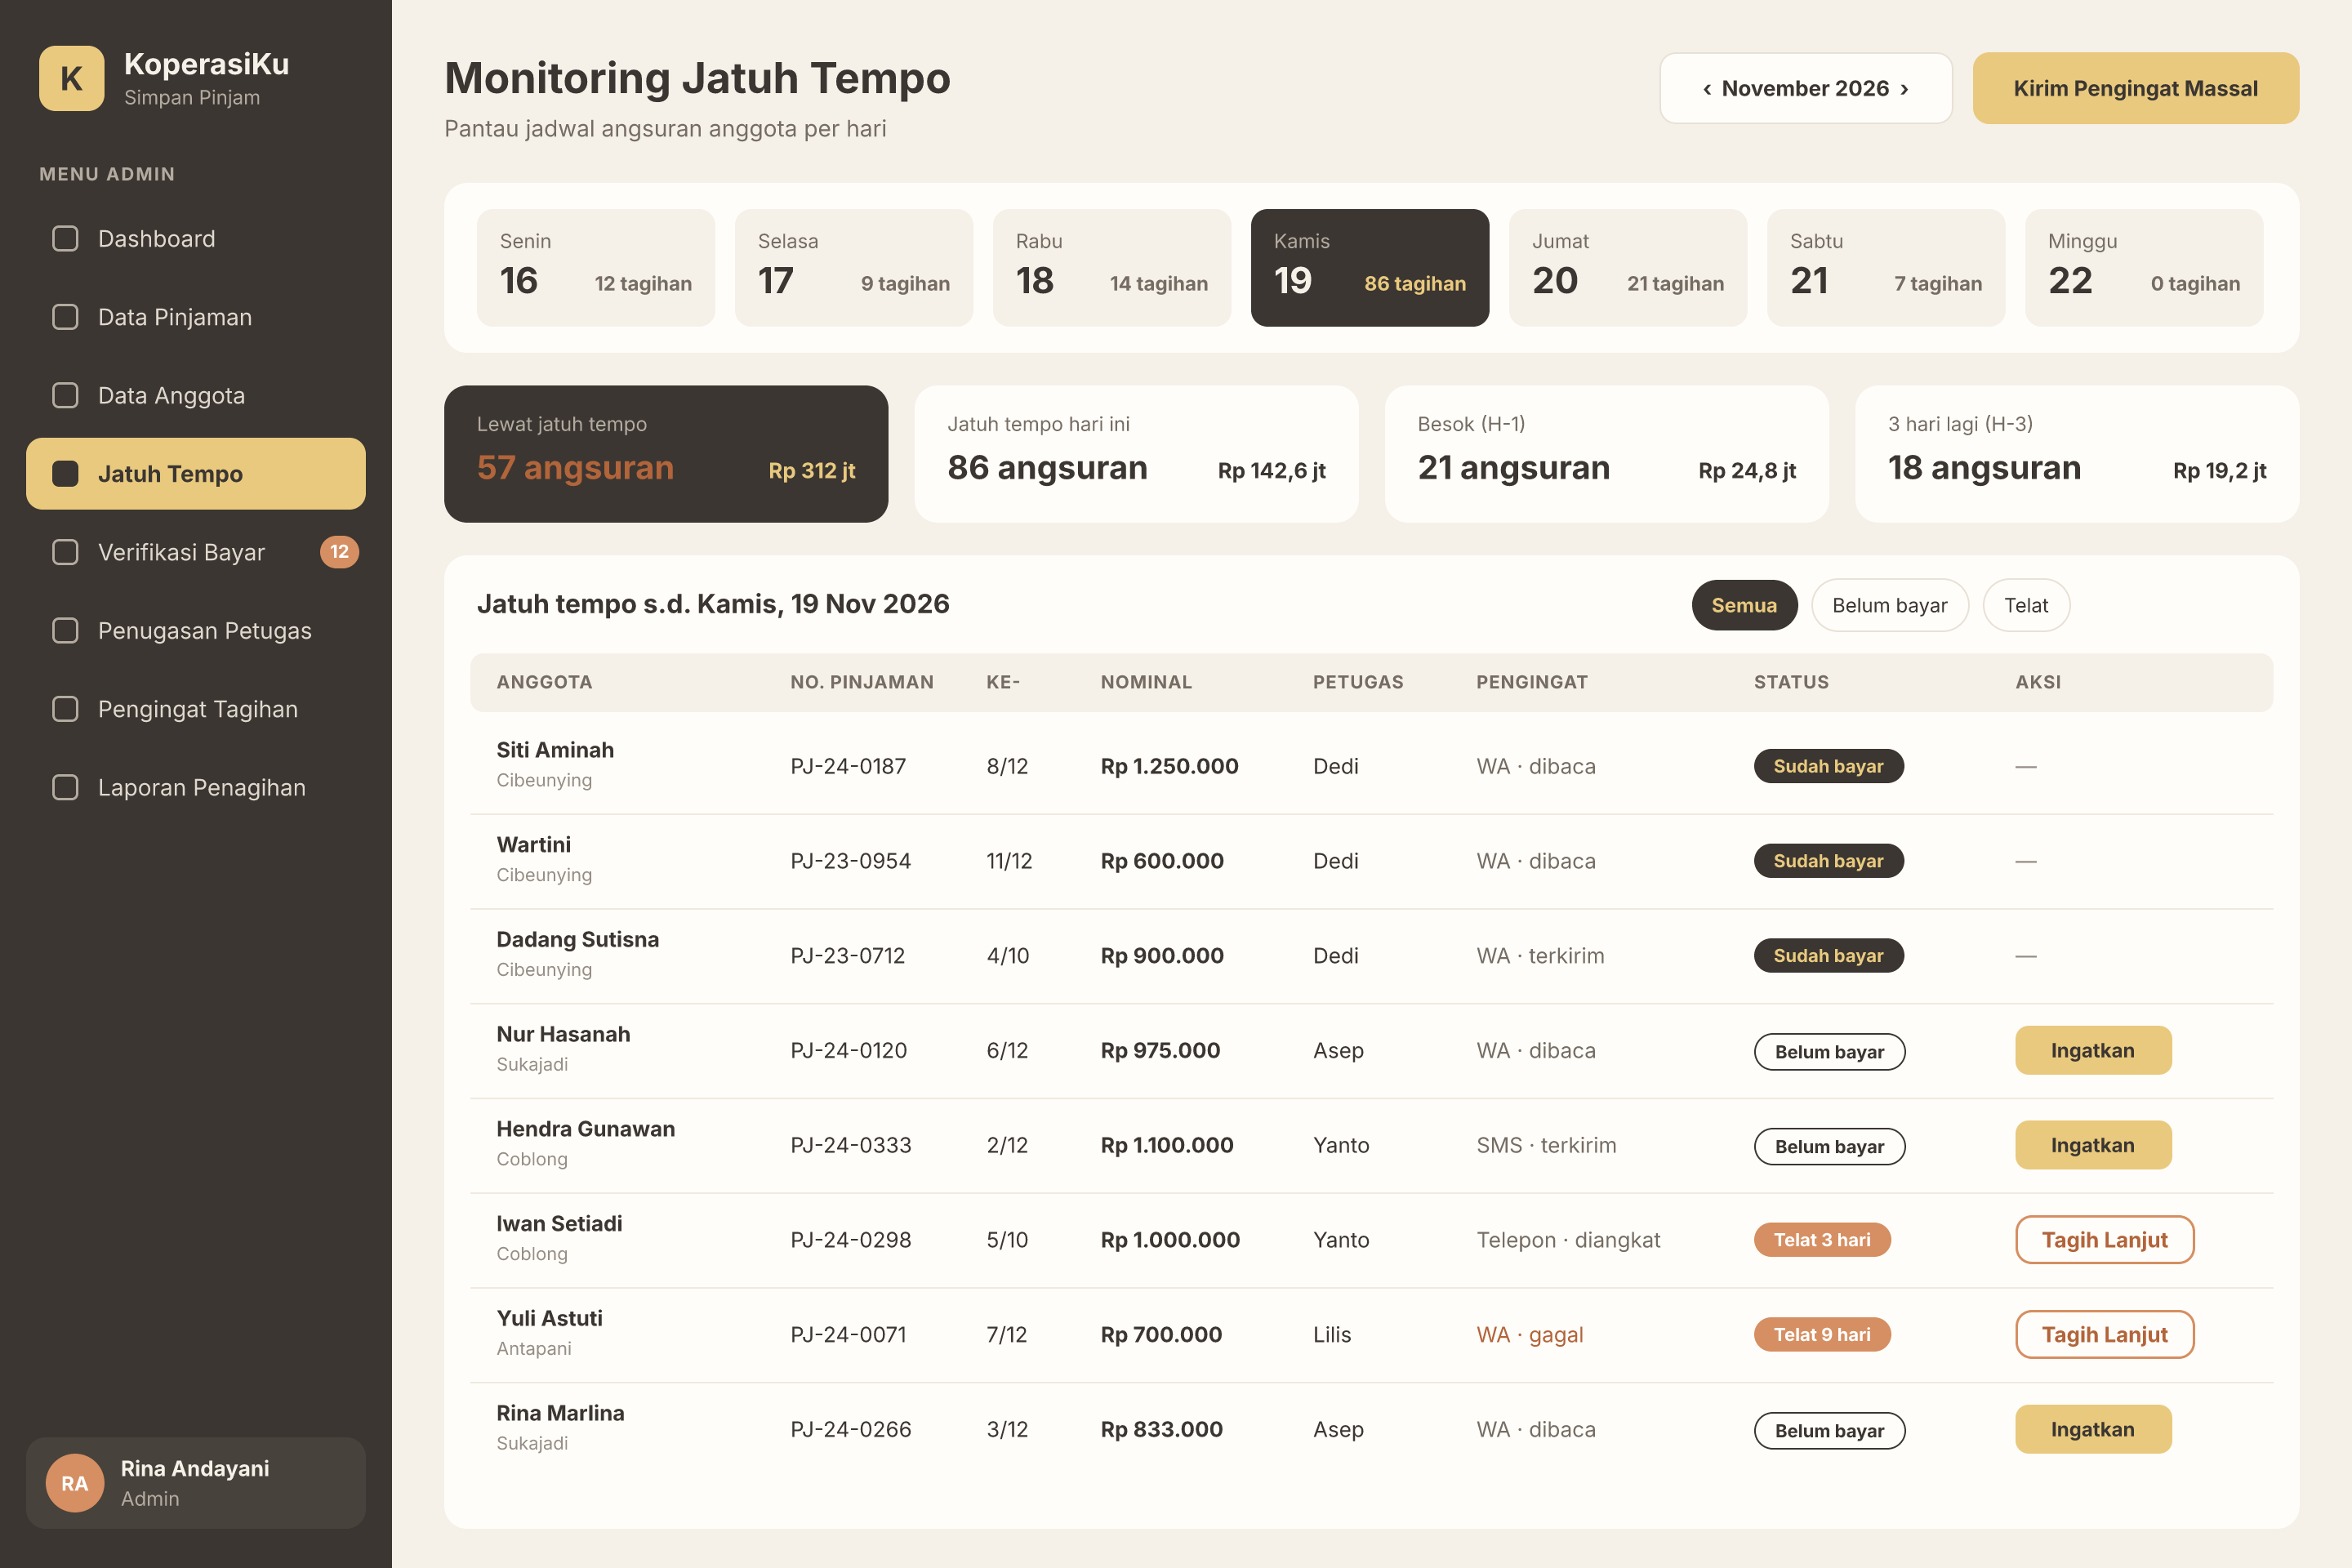 K
KoperasiKu
Simpan Pinjam
MENU ADMIN
Dashboard
Data Pinjaman
Data Anggota
Jatuh Tempo
Verifikasi Bayar 12
Penugasan Petugas
Pengingat Tagihan
Laporan Penagihan
RA
Rina Andayani
Admin
Monitoring Jatuh Tempo
Pantau jadwal angsuran anggota per hari
‹ November 2026 ›
Kirim Pengingat Massal
Senin
16 12 tagihan
Selasa
17 9 tagihan
Rabu
18 14 tagihan
Kamis
19 86 tagihan
Jumat
20 21 tagihan
Sabtu
21 7 tagihan
Minggu
22 0 tagihan
Lewat jatuh tempo
57 angsuran Rp 312 jt
Jatuh tempo hari ini
86 angsuran Rp 142,6 jt
Besok (H-1)
21 angsuran Rp 24,8 jt
3 hari lagi (H-3)
18 angsuran Rp 19,2 jt
Jatuh tempo s.d. Kamis, 19 Nov 2026
Semua Belum bayar Telat
ANGGOTA NO. PINJAMAN KE- NOMINAL PETUGAS PENGINGAT STATUS AKSI
Siti Aminah
Cibeunying
PJ-24-0187 8/12 Rp 1.250.000 Dedi WA · dibaca Sudah bayar —
Wartini
Cibeunying
PJ-23-0954 11/12 Rp 600.000 Dedi WA · dibaca Sudah bayar —
Dadang Sutisna
Cibeunying
PJ-23-0712 4/10 Rp 900.000 Dedi WA · terkirim Sudah bayar —
Nur Hasanah
Sukajadi
PJ-24-0120 6/12 Rp 975.000 Asep WA · dibaca Belum bayar Ingatkan
Hendra Gunawan
Coblong
PJ-24-0333 2/12 Rp 1.100.000 Yanto SMS · terkirim Belum bayar Ingatkan
Iwan Setiadi
Coblong
PJ-24-0298 5/10 Rp 1.000.000 Yanto Telepon · diangkat Telat 3 hari Tagih Lanjut
Yuli Astuti
Antapani
PJ-24-0071 7/12 Rp 700.000 Lilis WA · gagal Telat 9 hari Tagih Lanjut
Rina Marlina
Sukajadi
PJ-24-0266 3/12 Rp 833.000 Asep WA · dibaca Belum bayar Ingatkan